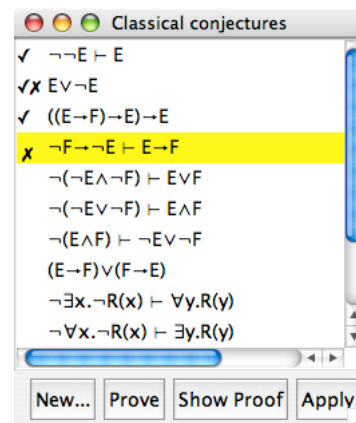 Classical conjectures
✓ ¬¬E ⊢ E
✓✗ E∨¬E
✓ ((E→F)→E)→E
✗ ¬F→¬E ⊢ E→F
¬(¬E∧¬F) ⊢ E∨F
¬(¬E∨¬F) ⊢ E∧F
¬(E∧F) ⊢ ¬E∨¬F
(E→F)∨(F→E)
¬∃x.¬R(x) ⊢ ∀y.R(y)
¬∀x.¬R(x) ⊢ ∃y.R(y)
New... Prove Show Proof Apply